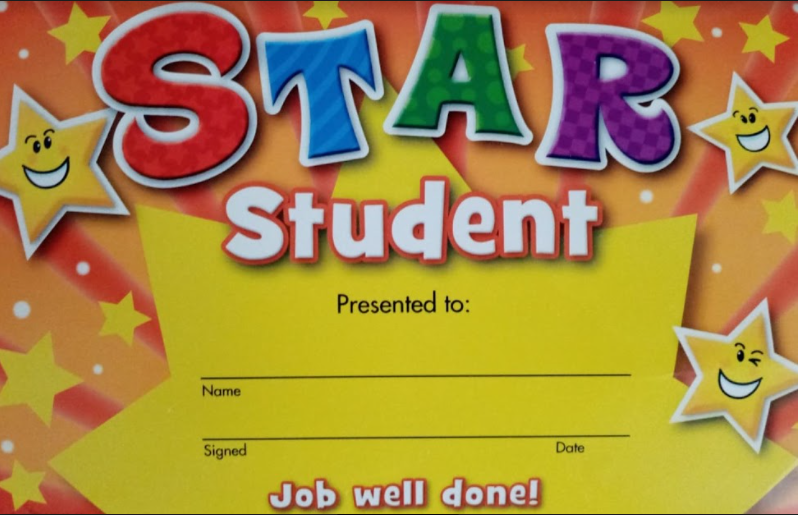 STAR
Student
Presented to:
Name
Signed Date
Job well done!